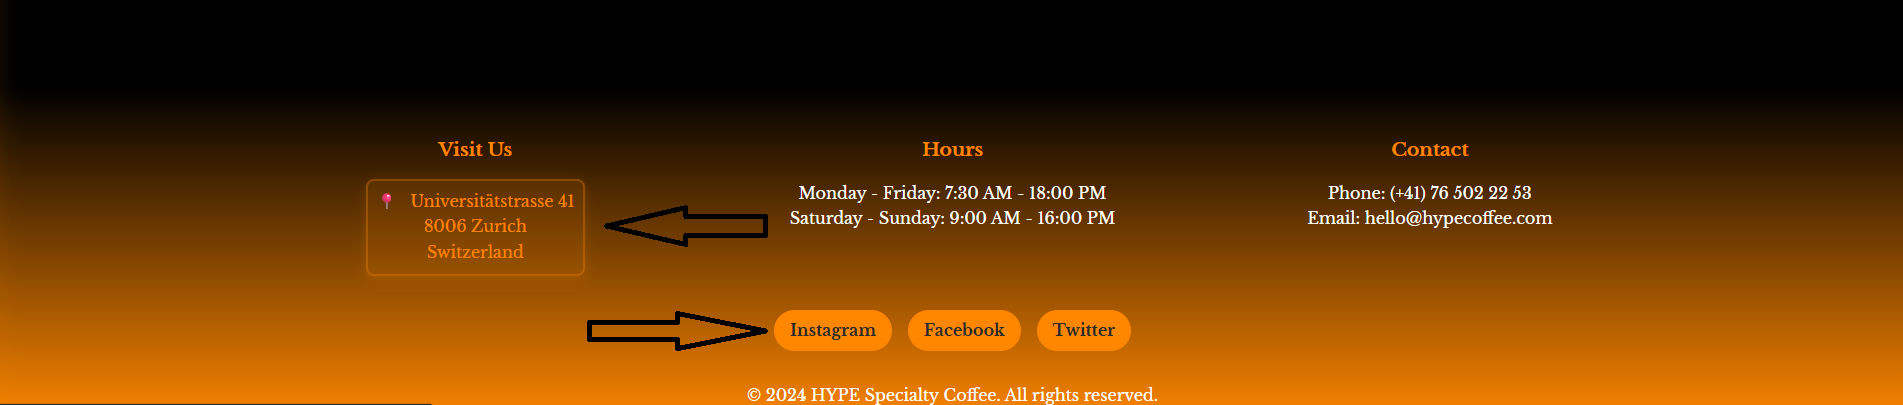 Visit Us
Universitätstrasse 41
8006 Zurich
Switzerland
Hours
Monday - Friday: 7:30 AM - 18:00 PM
Saturday - Sunday: 9:00 AM - 16:00 PM
Contact
Phone: (+41) 76 502 22 53
Email: hello@hypecoffee.com
Instagram
Facebook
Twitter
© 2024 HYPE Specialty Coffee. All rights reserved.